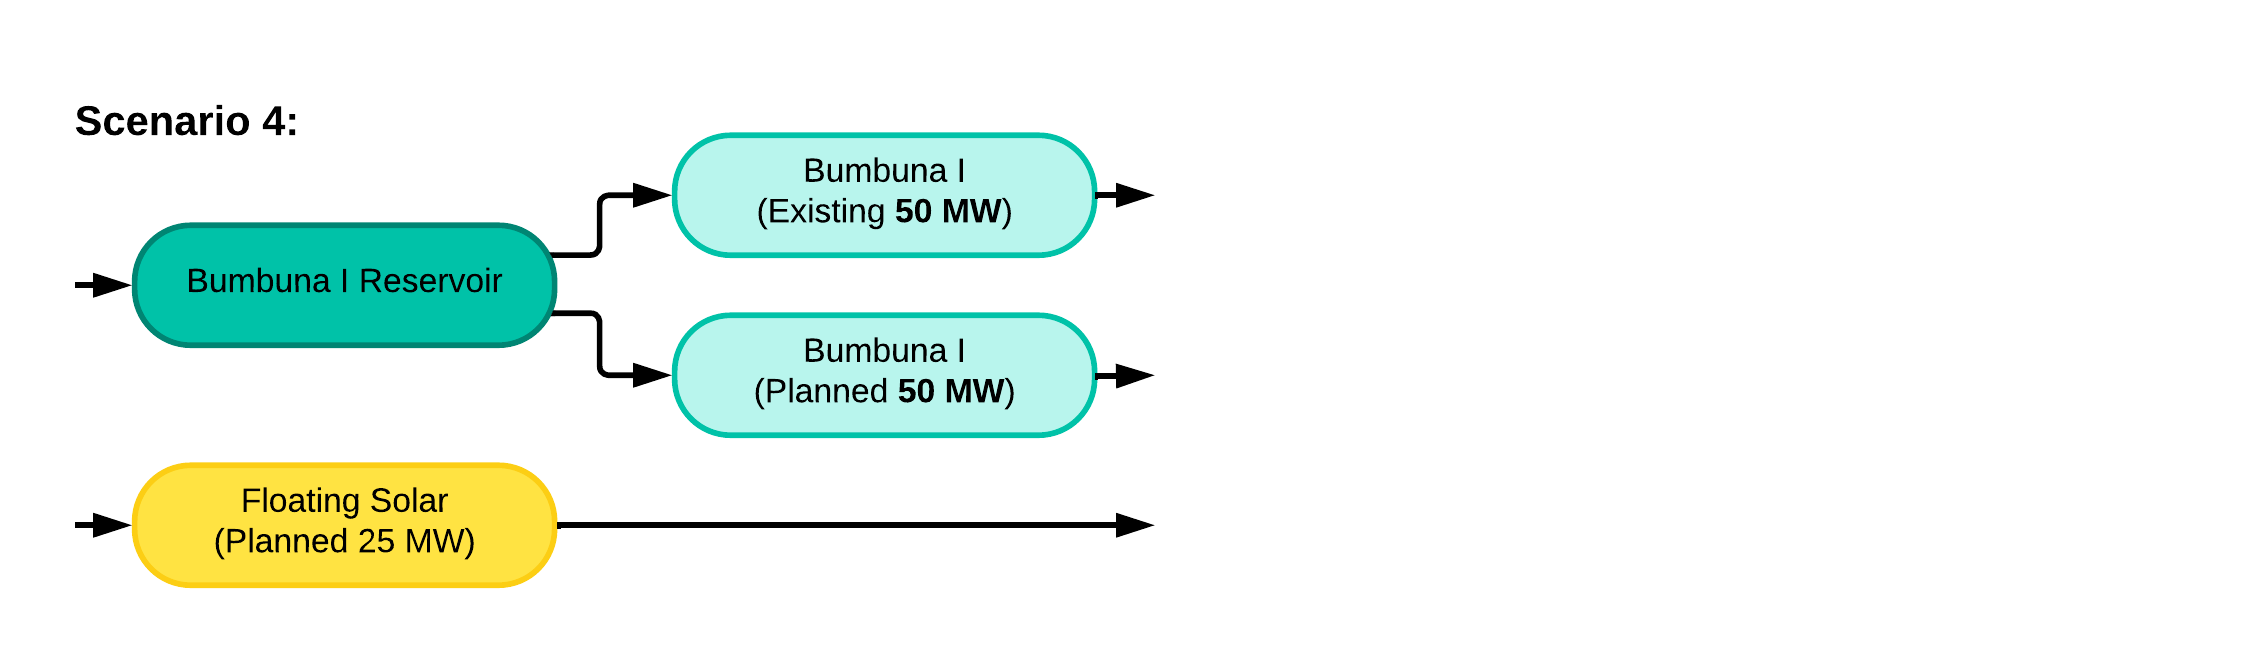 Scenario 4:
Bumbuna I
(Existing 50 MW)
Bumbuna I Reservoir
Bumbuna I
(Planned 50 MW)
Floating Solar
(Planned 25 MW)